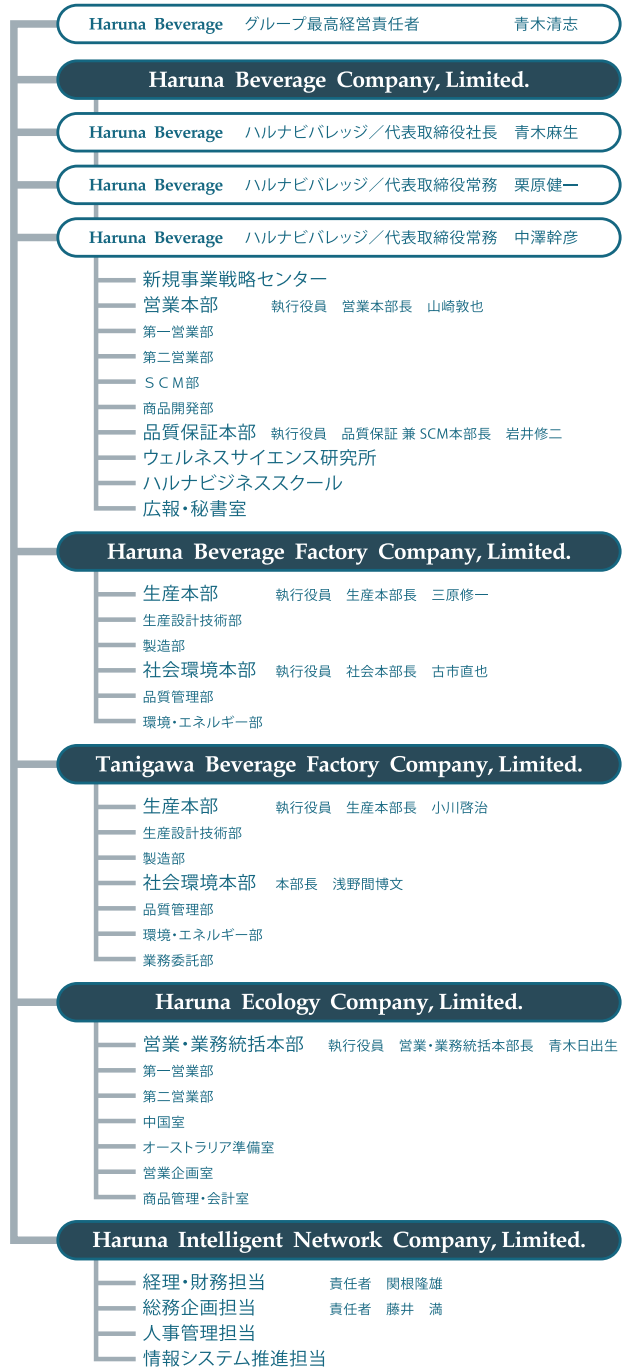 Haruna Beverage グループ最高経営責任者 青木清志
Haruna Beverage Company, Limited.
Haruna Beverage ハルナビバレッジ／代表取締役社長 青木麻生
Haruna Beverage ハルナビバレッジ／代表取締役常務 栗原健一
Haruna Beverage ハルナビバレッジ／代表取締役常務 中澤幹彦
新規事業戦略センター
営業本部 執行役員 営業本部長 山崎敦也
第一営業部
第二営業部
ＳＣＭ部
商品開発部
品質保証本部 執行役員 品質保証 兼 SCM本部長 岩井修二
ウェルネスサイエンス研究所
ハルナビジネススクール
広報・秘書室
Haruna Beverage Factory Company, Limited.
生産本部 執行役員 生産本部長 三原修一
生産設計技術部
製造部
社会環境本部 執行役員 社会本部長 古市直也
品質管理部
環境・エネルギー部
Tanigawa Beverage Factory Company, Limited.
生産本部 執行役員 生産本部長 小川啓治
生産設計技術部
製造部
社会環境本部 本部長 浅野間博文
品質管理部
環境・エネルギー部
業務委託部
Haruna Ecology Company, Limited.
営業・業務統括本部 執行役員 営業・業務統括本部長 青木日出生
第一営業部
第二営業部
中国室
オーストラリア準備室
営業企画室
商品管理・会計室
Haruna Intelligent Network Company, Limited.
経理・財務担当 責任者 関根隆雄
総務企画担当 責任者 藤井 満
人事管理担当
情報システム推進担当